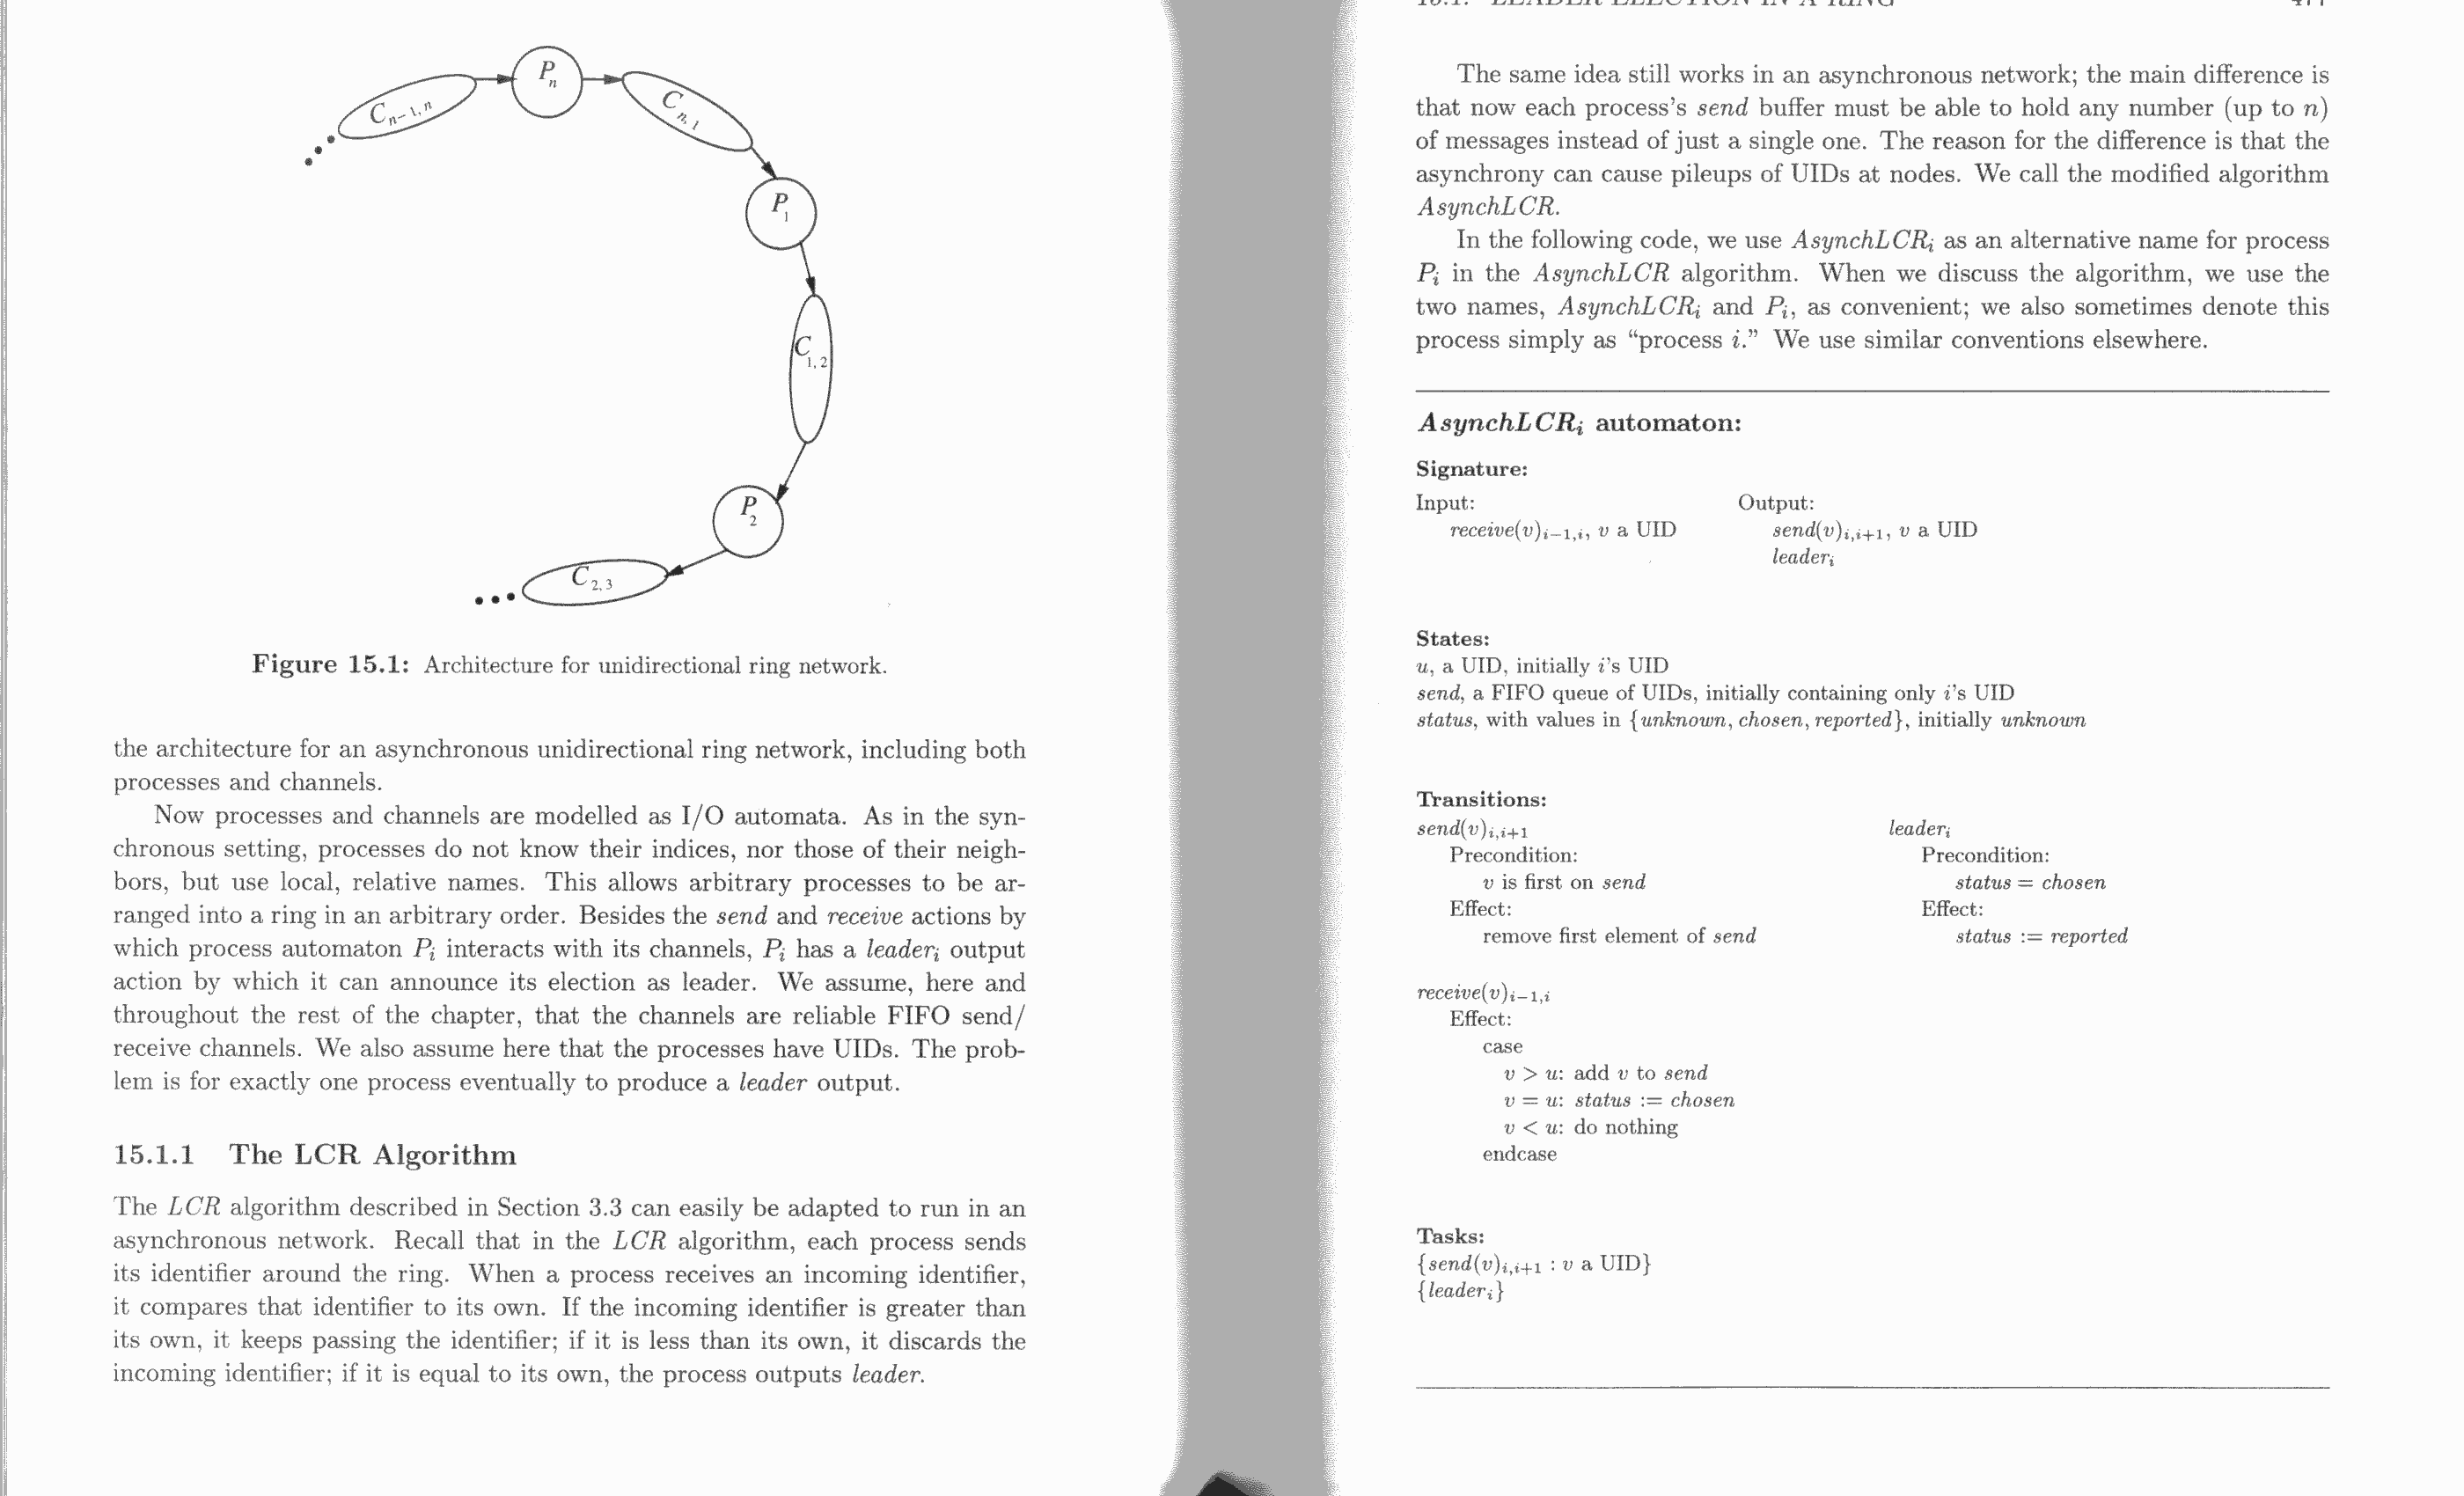 P_n
C_{n-1, n}
C_{n, 1}
P_1
C_{1, 2}
P_2
C_{2, 3}
Figure 15.1: Architecture for unidirectional ring network.
the architecture for an asynchronous unidirectional ring network, including both
processes and channels.
Now processes and channels are modelled as I/O automata. As in the syn-
chronous setting, processes do not know their indices, nor those of their neigh-
bors, but use local, relative names. This allows arbitrary processes to be ar-
ranged into a ring in an arbitrary order. Besides the send and receive actions by
which process automaton P_i interacts with its channels, P_i has a leader_i output
action by which it can announce its election as leader. We assume, here and
throughout the rest of the chapter, that the channels are reliable FIFO send/
receive channels. We also assume here that the processes have UIDs. The prob-
lem is for exactly one process eventually to produce a leader output.
15.1.1 The LCR Algorithm
The LCR algorithm described in Section 3.3 can easily be adapted to run in an
asynchronous network. Recall that in the LCR algorithm, each process sends
its identifier around the ring. When a process receives an incoming identifier,
it compares that identifier to its own. If the incoming identifier is greater than
its own, it keeps passing the identifier; if it is less than its own, it discards the
incoming identifier; if it is equal to its own, the process outputs leader.
15.1. LEADER ELECTION IN A RING 477
The same idea still works in an asynchronous network; the main difference is
that now each process's send buffer must be able to hold any number (up to n)
of messages instead of just a single one. The reason for the difference is that the
asynchrony can cause pileups of UIDs at nodes. We call the modified algorithm
AsynchLCR.
In the following code, we use AsynchLCR_i as an alternative name for process
P_i in the AsynchLCR algorithm. When we discuss the algorithm, we use the
two names, AsynchLCR_i and P_i, as convenient; we also sometimes denote this
process simply as “process i.” We use similar conventions elsewhere.
AsynchLCR_i automaton:
Signature:
Input: Output:
receive(v)_{i-1,i}, v a UID send(v)_{i,i+1}, v a UID
leader_i
States:
u, a UID, initially i's UID
send, a FIFO queue of UIDs, initially containing only i's UID
status, with values in {unknown, chosen, reported}, initially unknown
Transitions:
send(v)_{i,i+1} leader_i
Precondition: Precondition:
v is first on send status = chosen
Effect: Effect:
remove first element of send status := reported
receive(v)_{i-1,i}
Effect:
case
v > u: add v to send
v = u: status := chosen
v < u: do nothing
endcase
Tasks:
{send(v)_{i,i+1} : v a UID}
{leader_i}